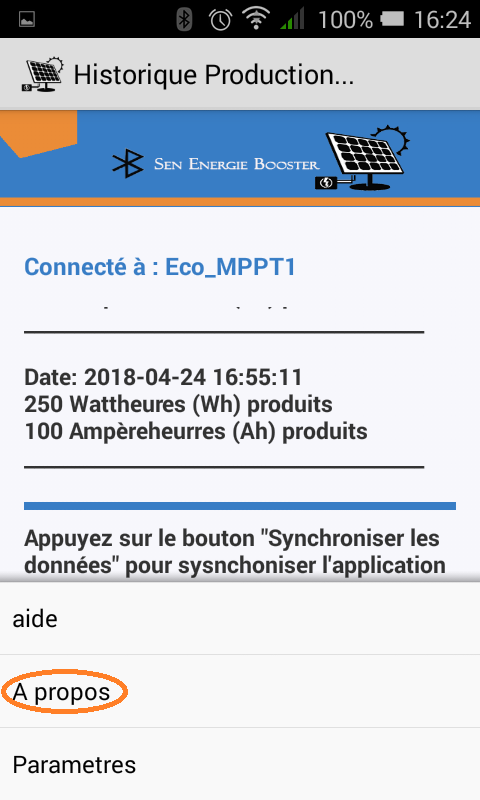 100% 16:24
Historique Production...
Sen Energie Booster
Connecté à : Eco_MPPT1
Date: 2018-04-24 16:55:11
250 Wattheures (Wh) produits
100 Ampèreheurres (Ah) produits
Appuyez sur le bouton "Synchroniser les
données" pour sysnchoniser l'application
aide
A propos
Parametres